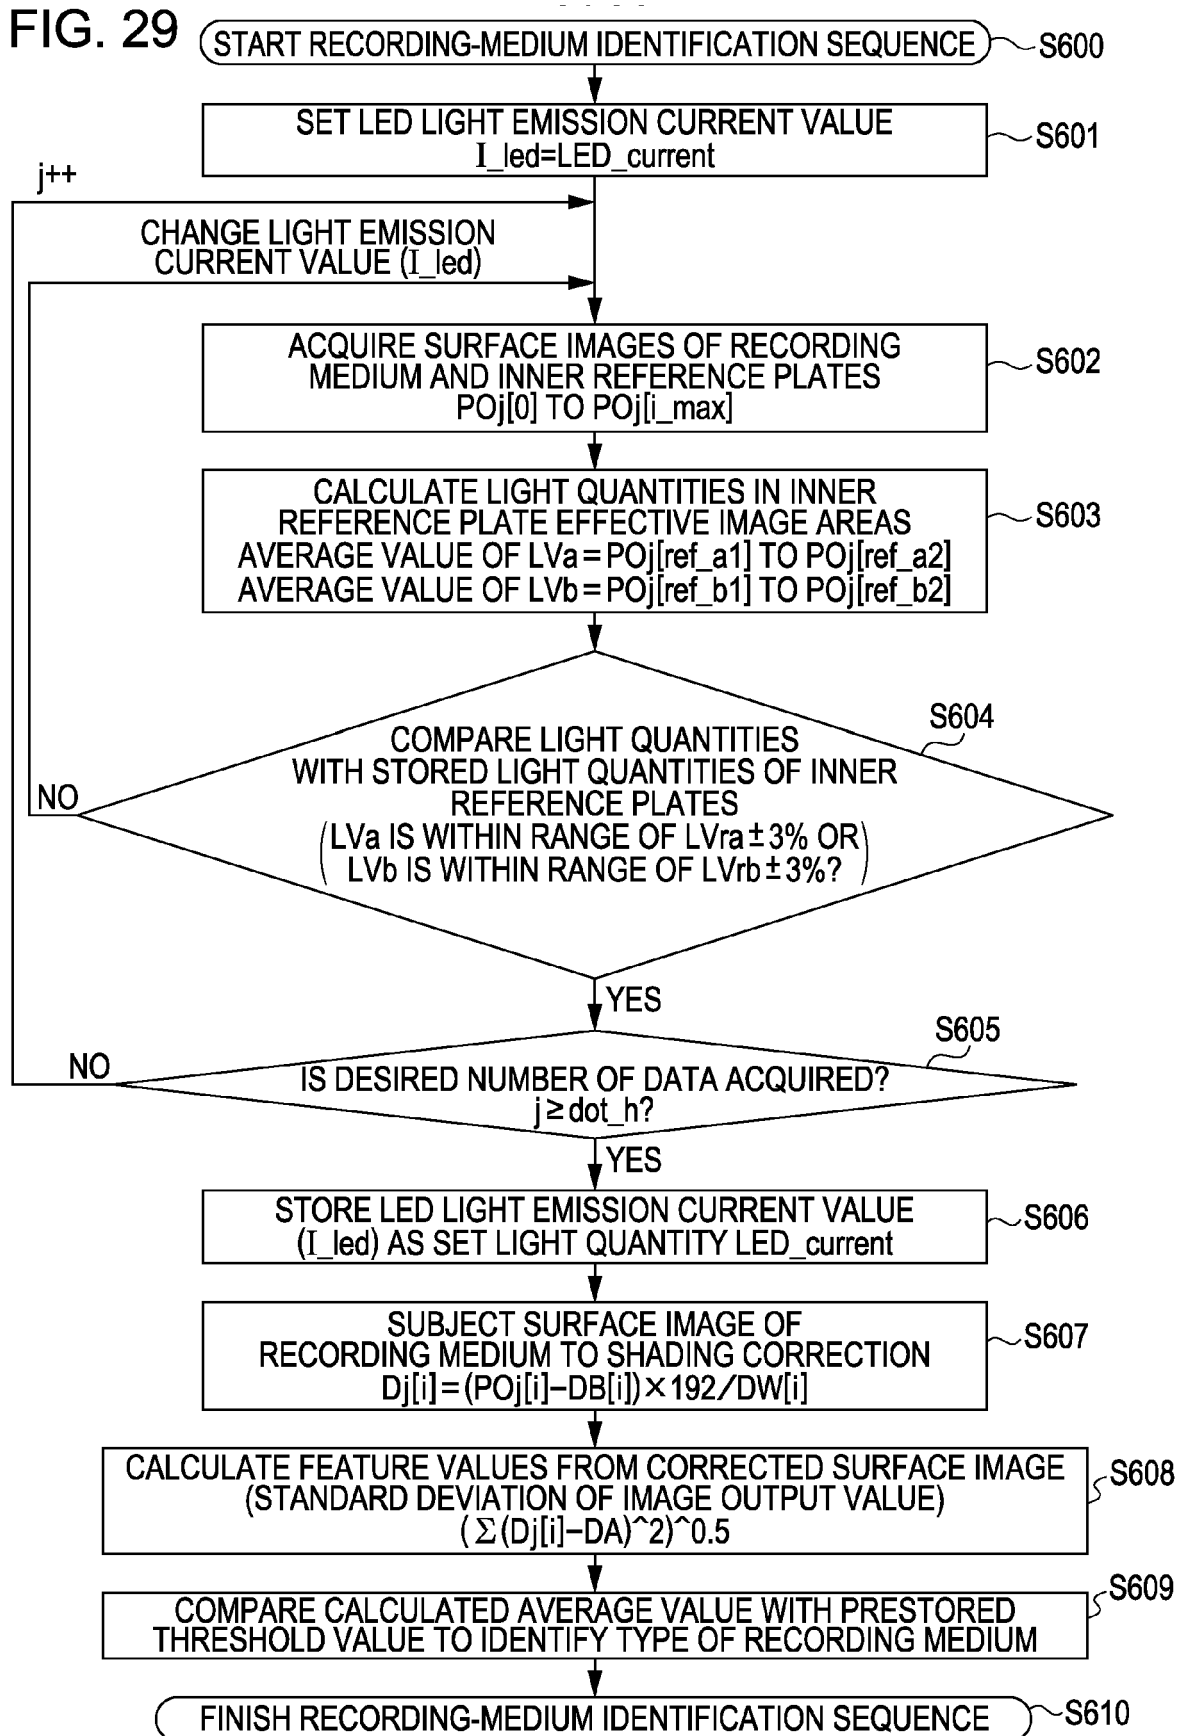 FIG. 29
START RECORDING-MEDIUM IDENTIFICATION SEQUENCE
S600
SET LED LIGHT EMISSION CURRENT VALUE
I_led=LED_current
S601
j++
CHANGE LIGHT EMISSION
CURRENT VALUE (I_led)
ACQUIRE SURFACE IMAGES OF RECORDING
MEDIUM AND INNER REFERENCE PLATES
POj[0] TO POj[i_max]
S602
CALCULATE LIGHT QUANTITIES IN INNER
REFERENCE PLATE EFFECTIVE IMAGE AREAS
AVERAGE VALUE OF LVa=POj[ref_a1] TO POj[ref_a2]
AVERAGE VALUE OF LVb=POj[ref_b1] TO POj[ref_b2]
S603
S604
COMPARE LIGHT QUANTITIES
WITH STORED LIGHT QUANTITIES OF INNER
REFERENCE PLATES
(LVa IS WITHIN RANGE OF LVra±3% OR
LVb IS WITHIN RANGE OF LVrb±3%?)
NO
YES
S605
NO
IS DESIRED NUMBER OF DATA ACQUIRED?
j≥dot_h?
YES
STORE LED LIGHT EMISSION CURRENT VALUE
(I_led) AS SET LIGHT QUANTITY LED_current
S606
SUBJECT SURFACE IMAGE OF
RECORDING MEDIUM TO SHADING CORRECTION
Dj[i]=(POj[i]−DB[i])×192/DW[i]
S607
CALCULATE FEATURE VALUES FROM CORRECTED SURFACE IMAGE
(STANDARD DEVIATION OF IMAGE OUTPUT VALUE)
(Σ(Dj[i]−DA)^2)^0.5
S608
COMPARE CALCULATED AVERAGE VALUE WITH PRESTORED
THRESHOLD VALUE TO IDENTIFY TYPE OF RECORDING MEDIUM
S609
FINISH RECORDING-MEDIUM IDENTIFICATION SEQUENCE
S610